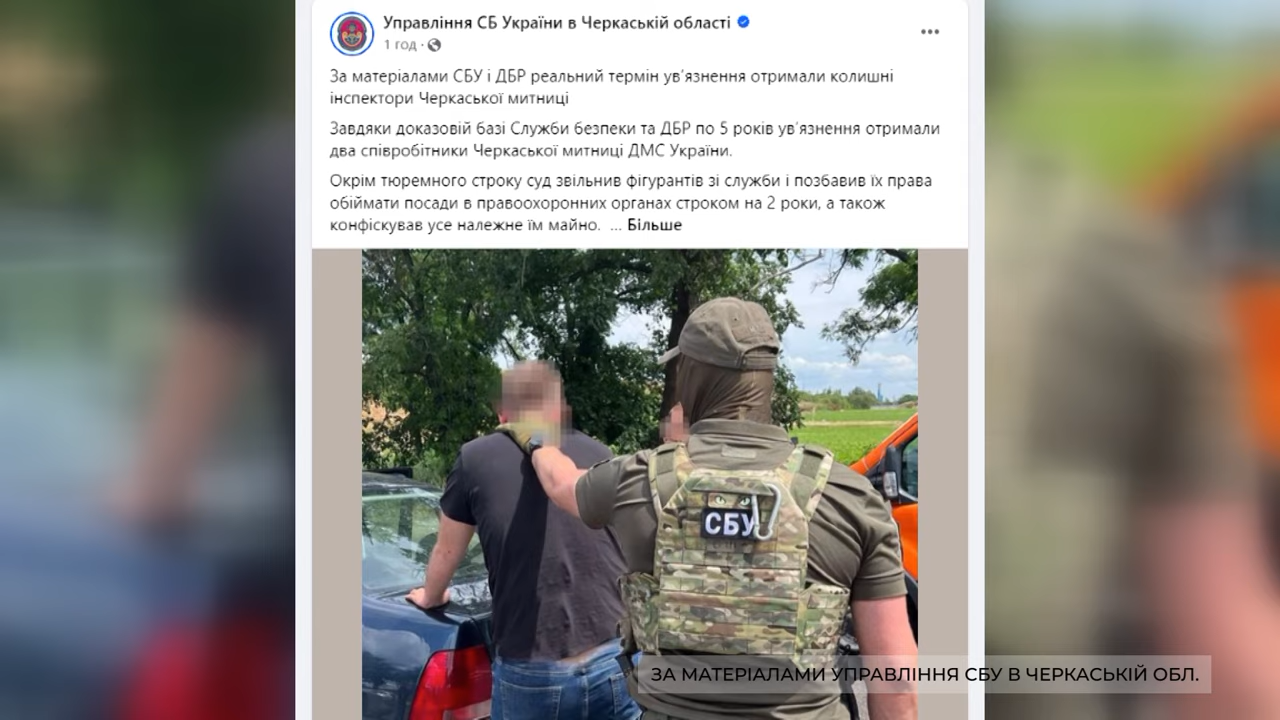 Управління СБ України в Черкаській області
1 год ·
За матеріалами СБУ і ДБР реальний термін ув’язнення отримали колишні
інспектори Черкаської митниці
Завдяки доказовій базі Служби безпеки та ДБР по 5 років ув’язнення отримали
два співробітники Черкаської митниці ДМС України.
Окрім тюремного строку суд звільнив фігурантів зі служби і позбавив їх права
обіймати посади в правоохоронних органах строком на 2 роки, а також
конфіскував усе належне їм майно. ... Більше
СБУ
ЗА МАТЕРІАЛАМИ УПРАВЛІННЯ СБУ В ЧЕРКАСЬКІЙ ОБЛ.